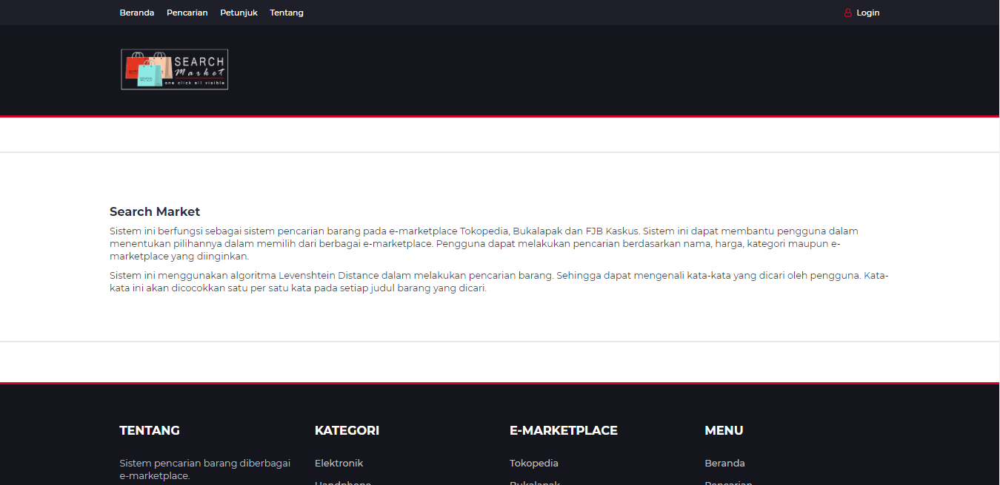 Beranda Pencarian Petunjuk Tentang Login
SEARCH
Market
one click all visible
Search Market
Sistem ini berfungsi sebagai sistem pencarian barang pada e-marketplace Tokopedia, Bukalapak dan FJB Kaskus. Sistem ini dapat membantu pengguna dalam
menentukan pilihannya dalam memilih dari berbagai e-marketplace. Pengguna dapat melakukan pencarian berdasarkan nama, harga, kategori maupun e-
marketplace yang diinginkan.
Sistem ini menggunakan algoritma Levenshtein Distance dalam melakukan pencarian barang. Sehingga dapat mengenali kata-kata yang dicari oleh pengguna. Kata-
kata ini akan dicocokkan satu per satu kata pada setiap judul barang yang dicari.
TENTANG KATEGORI E-MARKETPLACE MENU
Sistem pencarian barang diberbagai Elektronik Tokopedia Beranda
e-marketplace.
Handphone Bukalapak Pencarian